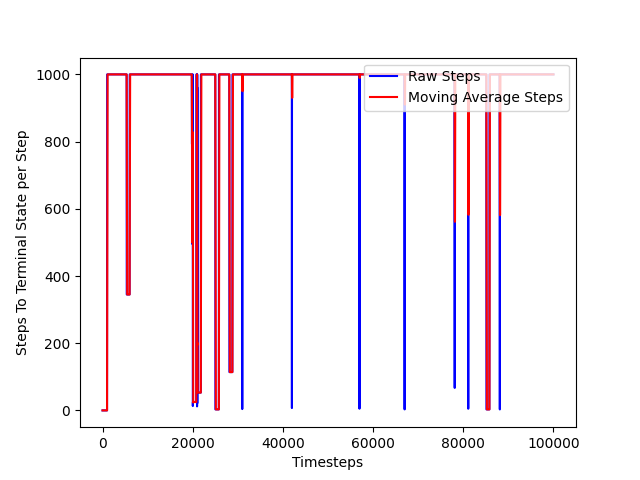 Raw Steps
Moving Average Steps
Steps To Terminal State per Step
1000
800
600
400
200
0
0 20000 40000 60000 80000 100000
Timesteps